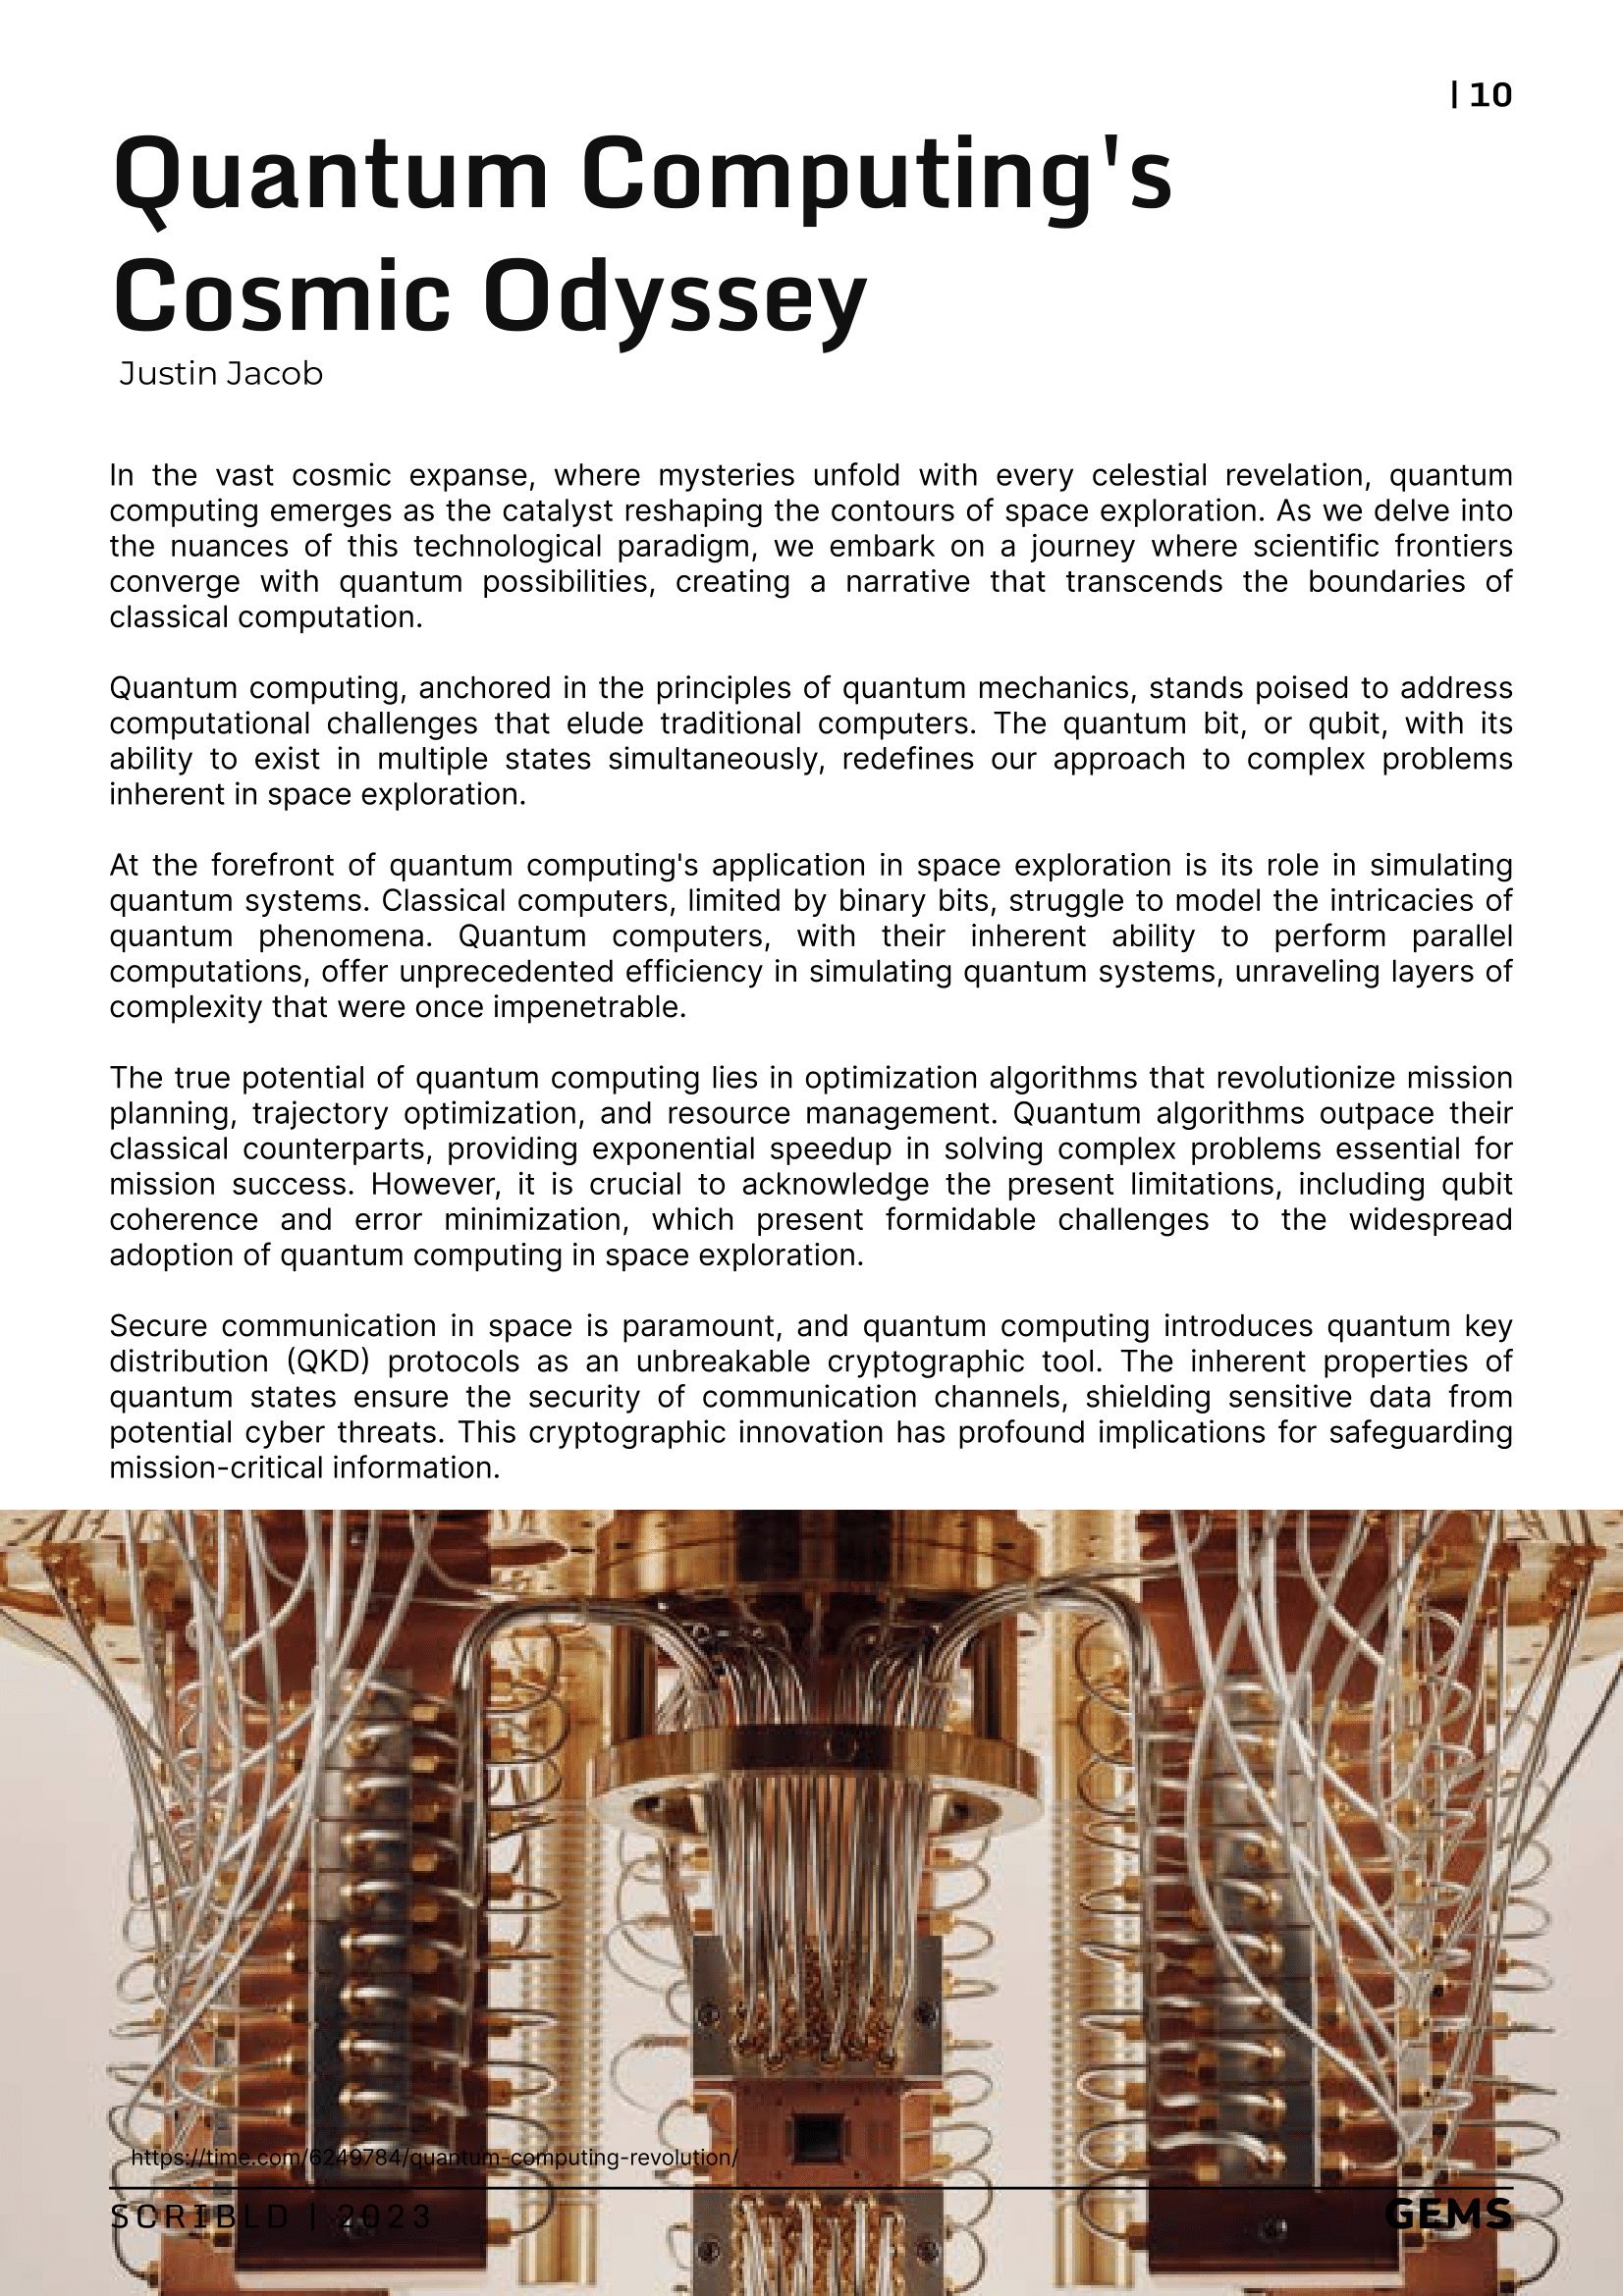 | 10
Quantum Computing's
Cosmic Odyssey
Justin Jacob
In the vast cosmic expanse, where mysteries unfold with every celestial revelation, quantum
computing emerges as the catalyst reshaping the contours of space exploration. As we delve into
the nuances of this technological paradigm, we embark on a journey where scientific frontiers
converge with quantum possibilities, creating a narrative that transcends the boundaries of
classical computation.
Quantum computing, anchored in the principles of quantum mechanics, stands poised to address
computational challenges that elude traditional computers. The quantum bit, or qubit, with its
ability to exist in multiple states simultaneously, redefines our approach to complex problems
inherent in space exploration.
At the forefront of quantum computing's application in space exploration is its role in simulating
quantum systems. Classical computers, limited by binary bits, struggle to model the intricacies of
quantum phenomena. Quantum computers, with their inherent ability to perform parallel
computations, offer unprecedented efficiency in simulating quantum systems, unraveling layers of
complexity that were once impenetrable.
The true potential of quantum computing lies in optimization algorithms that revolutionize mission
planning, trajectory optimization, and resource management. Quantum algorithms outpace their
classical counterparts, providing exponential speedup in solving complex problems essential for
mission success. However, it is crucial to acknowledge the present limitations, including qubit
coherence and error minimization, which present formidable challenges to the widespread
adoption of quantum computing in space exploration.
Secure communication in space is paramount, and quantum computing introduces quantum key
distribution (QKD) protocols as an unbreakable cryptographic tool. The inherent properties of
quantum states ensure the security of communication channels, shielding sensitive data from
potential cyber threats. This cryptographic innovation has profound implications for safeguarding
mission-critical information.
https://time.com/6249784/quantum-computing-revolution/
SCRIBLD | 2023
GEMS